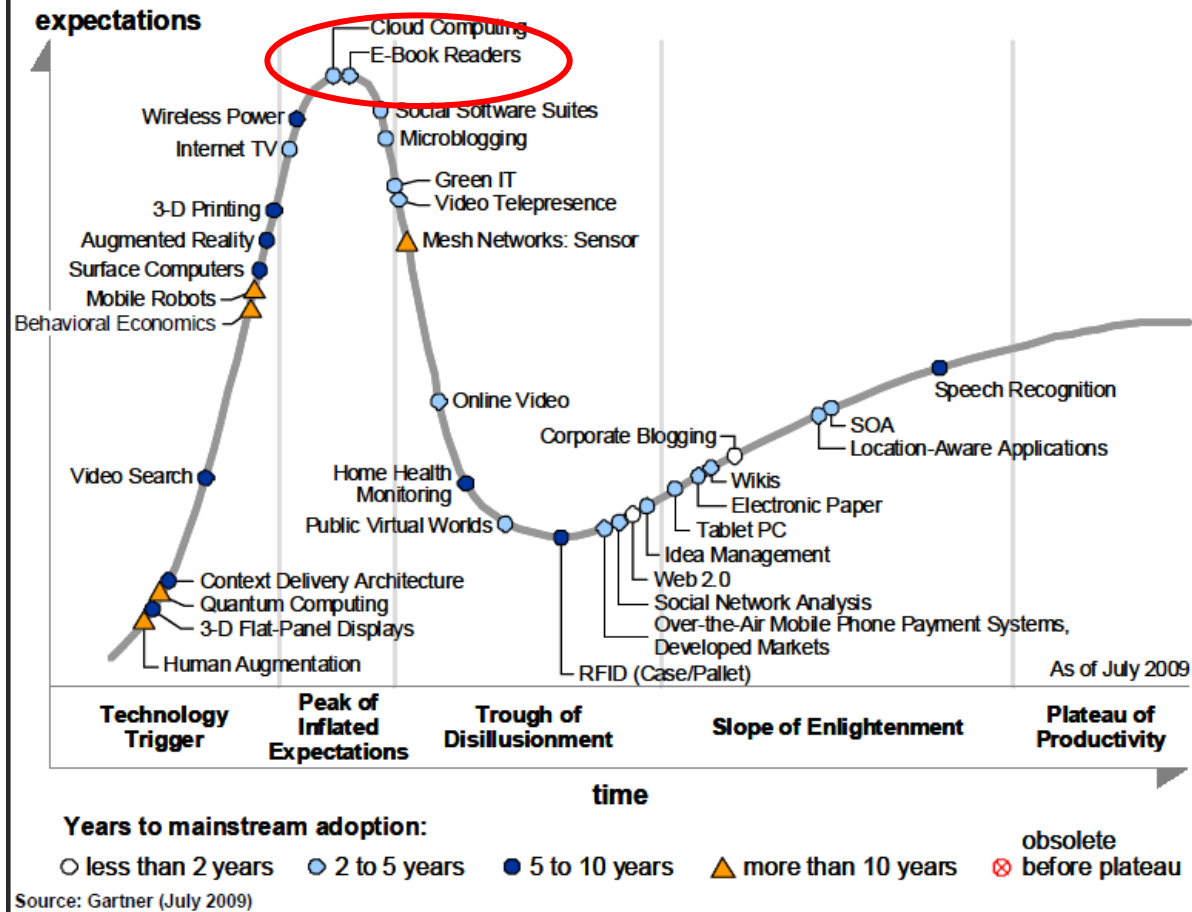 expectations
Cloud Computing
E-Book Readers
Wireless Power
Social Software Suites
Internet TV
Microblogging
Green IT
Video Telepresence
3-D Printing
Augmented Reality
Mesh Networks: Sensor
Surface Computers
Mobile Robots
Behavioral Economics
Online Video
Speech Recognition
SOA
Corporate Blogging
Location-Aware Applications
Video Search
Home Health
Monitoring
Wikis
Electronic Paper
Public Virtual Worlds
Tablet PC
Idea Management
Web 2.0
Context Delivery Architecture
Quantum Computing
Social Network Analysis
3-D Flat-Panel Displays
Over-the-Air Mobile Phone Payment Systems,
Developed Markets
Human Augmentation
RFID (Case/Pallet)
As of July 2009
Technology
Trigger
Peak of
Inflated
Expectations
Trough of
Disillusionment
Slope of Enlightenment
Plateau of
Productivity
time
Years to mainstream adoption:
less than 2 years
2 to 5 years
5 to 10 years
more than 10 years
obsolete
before plateau
Source: Gartner (July 2009)